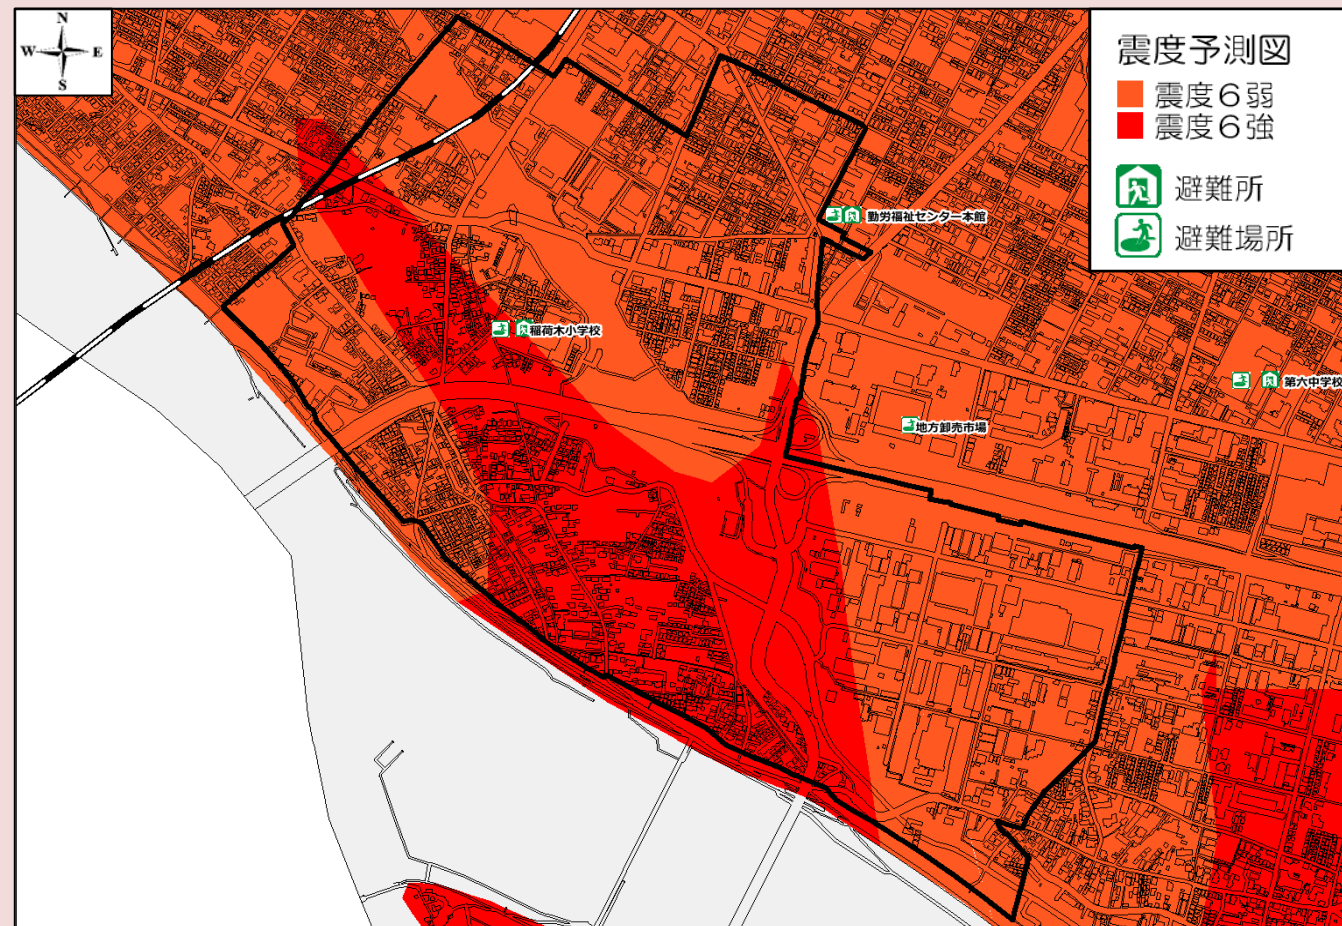 N
W E
S
震度予測図
震度６弱
震度６強
避難所
避難場所
勤労福祉センター本館
稲荷木小学校
第六中学校
地方卸売市場